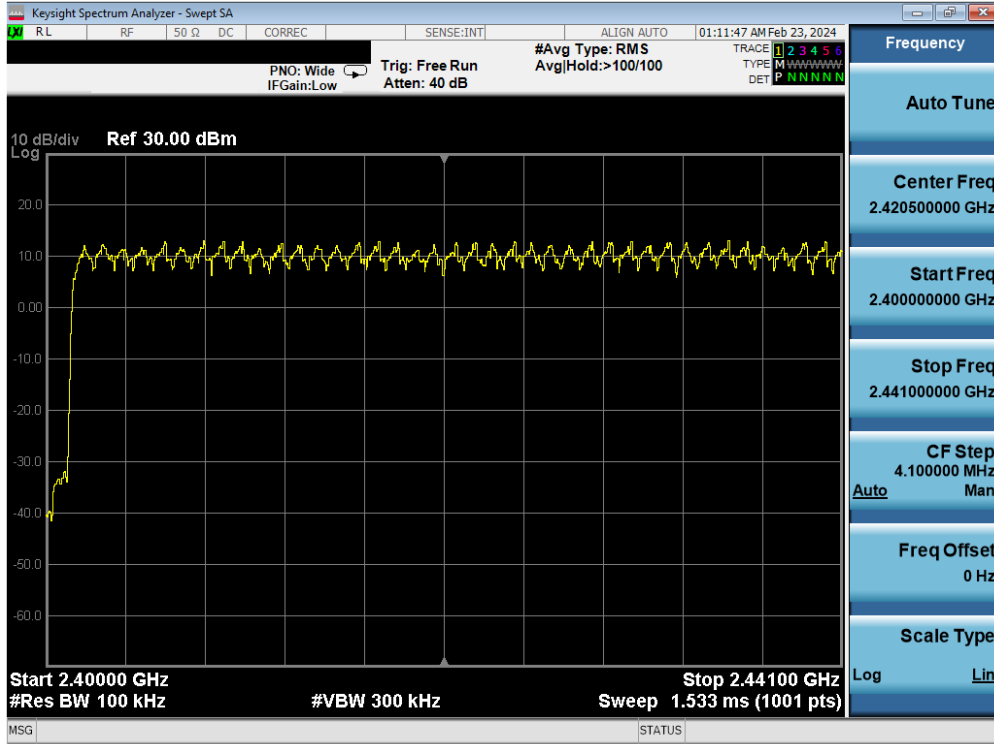 Keysight Spectrum Analyzer - Swept SA
LXI RL RF 50 Ω DC CORREC SENSE:INT ALIGN AUTO 01:11:47 AM Feb 23, 2024
PNO: Wide
IFGain:Low
Trig: Free Run
Atten: 40 dB
#Avg Type: RMS
Avg|Hold:>100/100
TRACE 1 2 3 4 5 6
TYPE M WWWWW
DET P N N N N N
10 dB/div
Log
Ref 30.00 dBm
20.0
10.0
0.00
-10.0
-20.0
-30.0
-40.0
-50.0
-60.0
Start 2.40000 GHz
#Res BW 100 kHz
#VBW 300 kHz
Stop 2.44100 GHz
Sweep 1.533 ms (1001 pts)
Frequency
Auto Tune
Center Freq
2.420500000 GHz
Start Freq
2.400000000 GHz
Stop Freq
2.441000000 GHz
CF Step
4.100000 MHz
Auto Man
Freq Offset
0 Hz
Scale Type
Log Lin
MSG STATUS